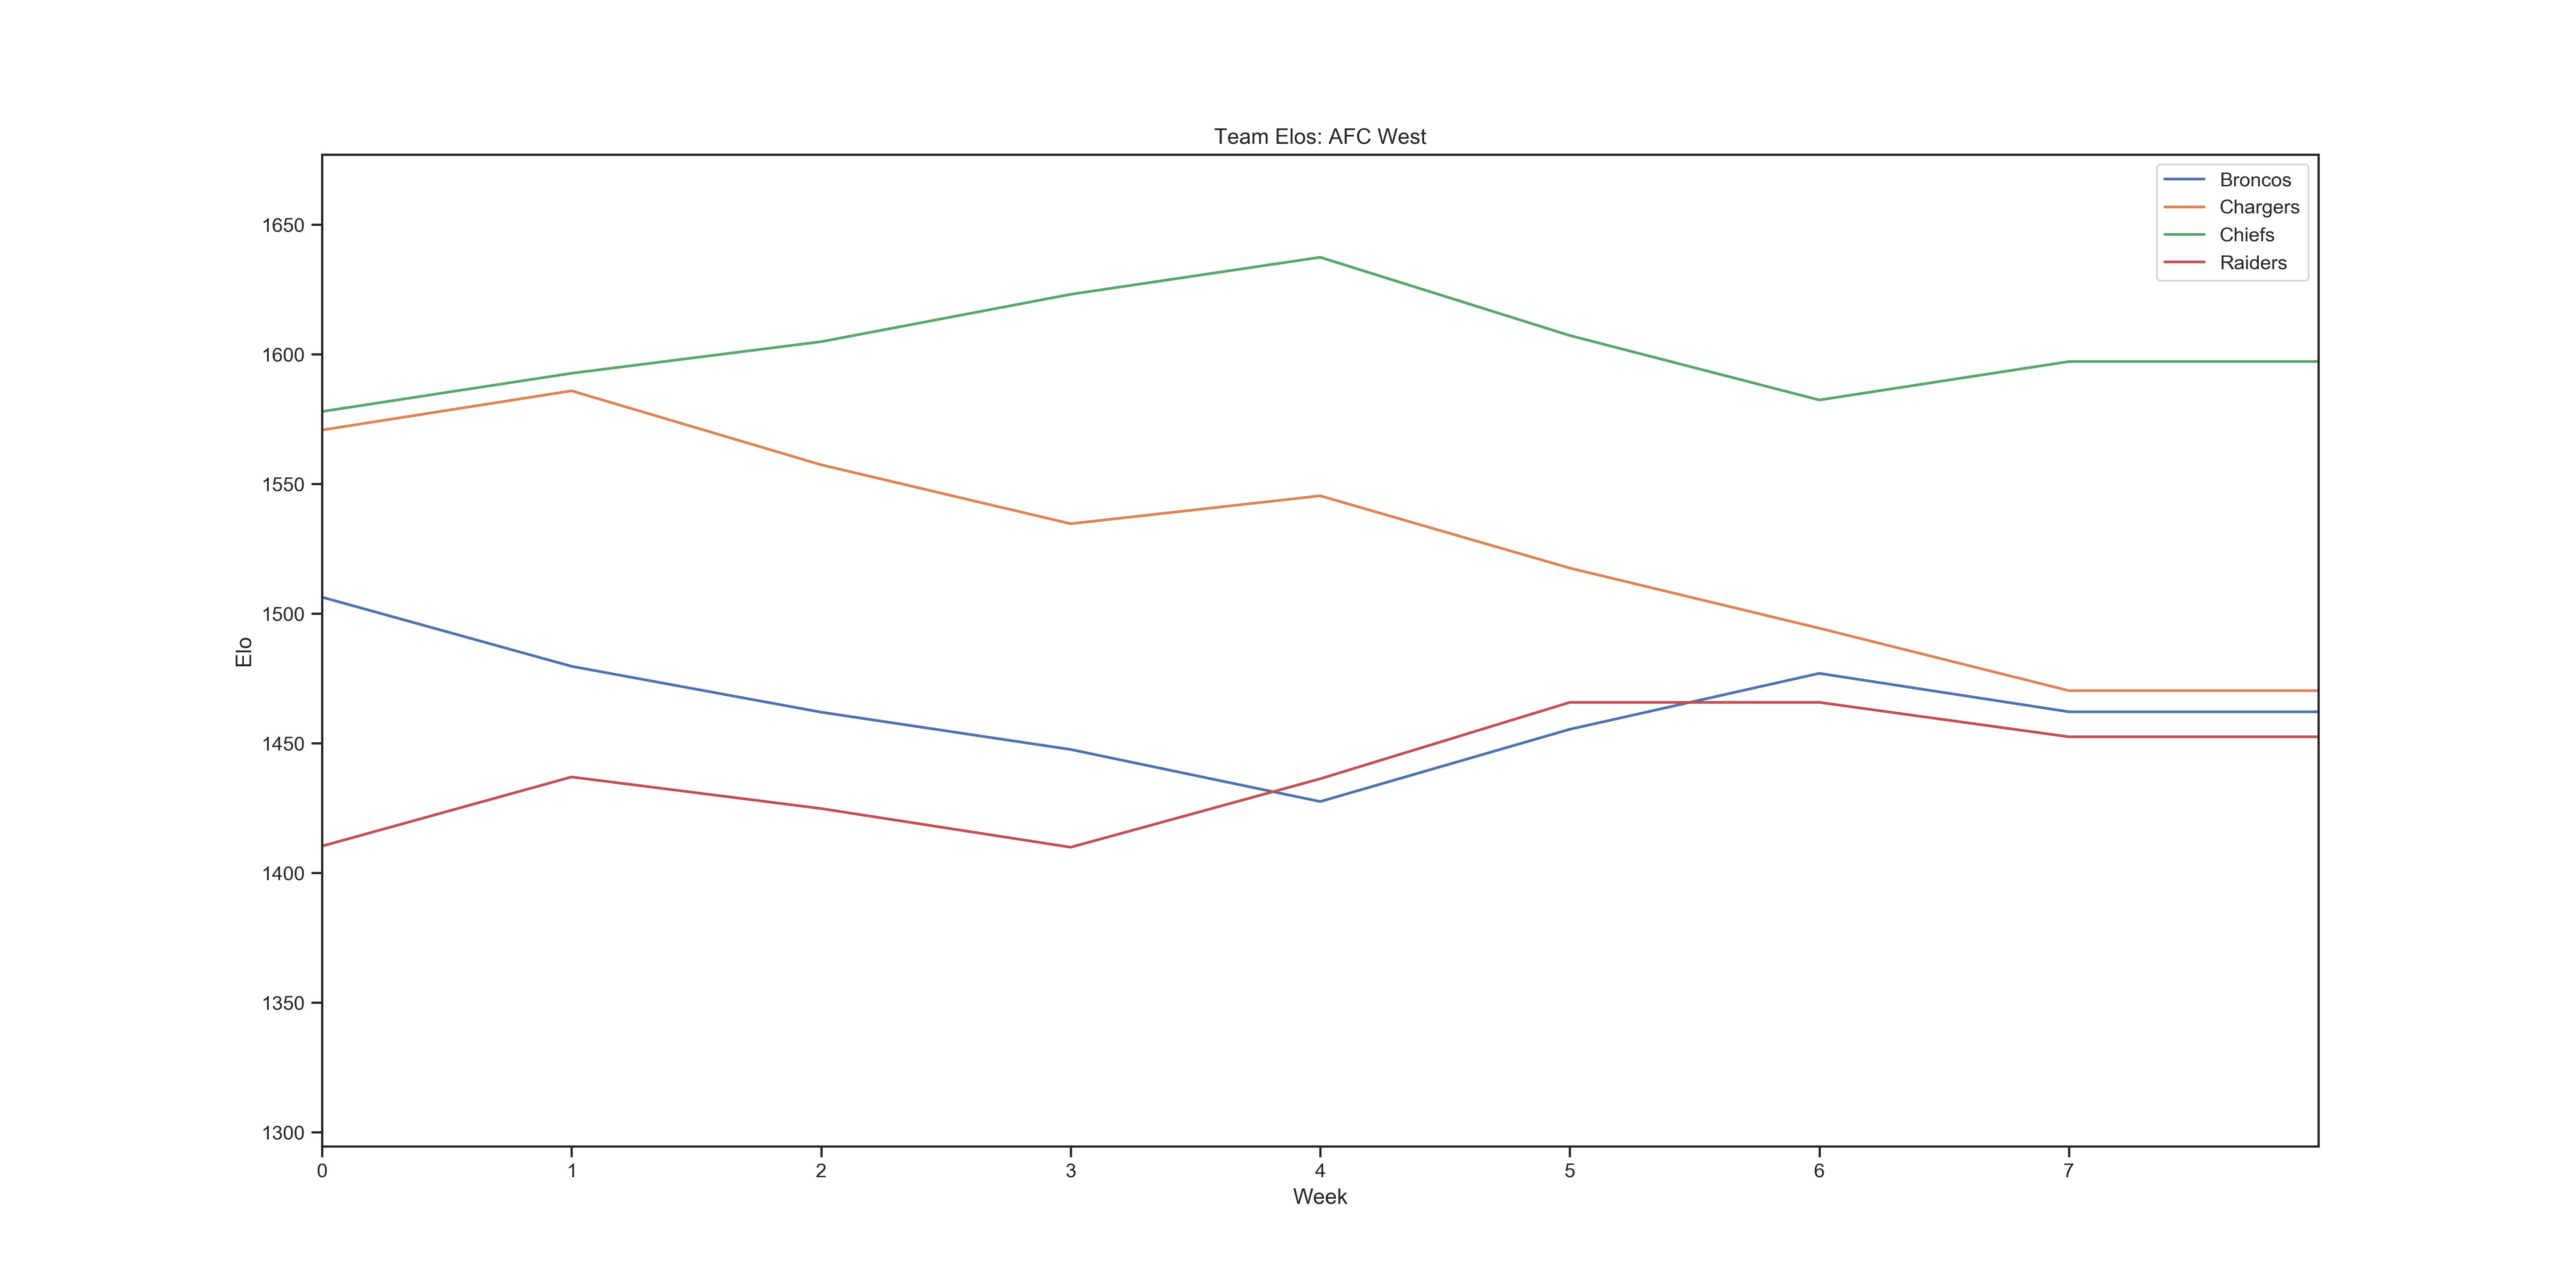 Team Elos: AFC West
Broncos
Chargers
Chiefs
Raiders
1650
1600
1550
1500
1450
1400
1350
1300
Elo
0 1 2 3 4 5 6 7
Week